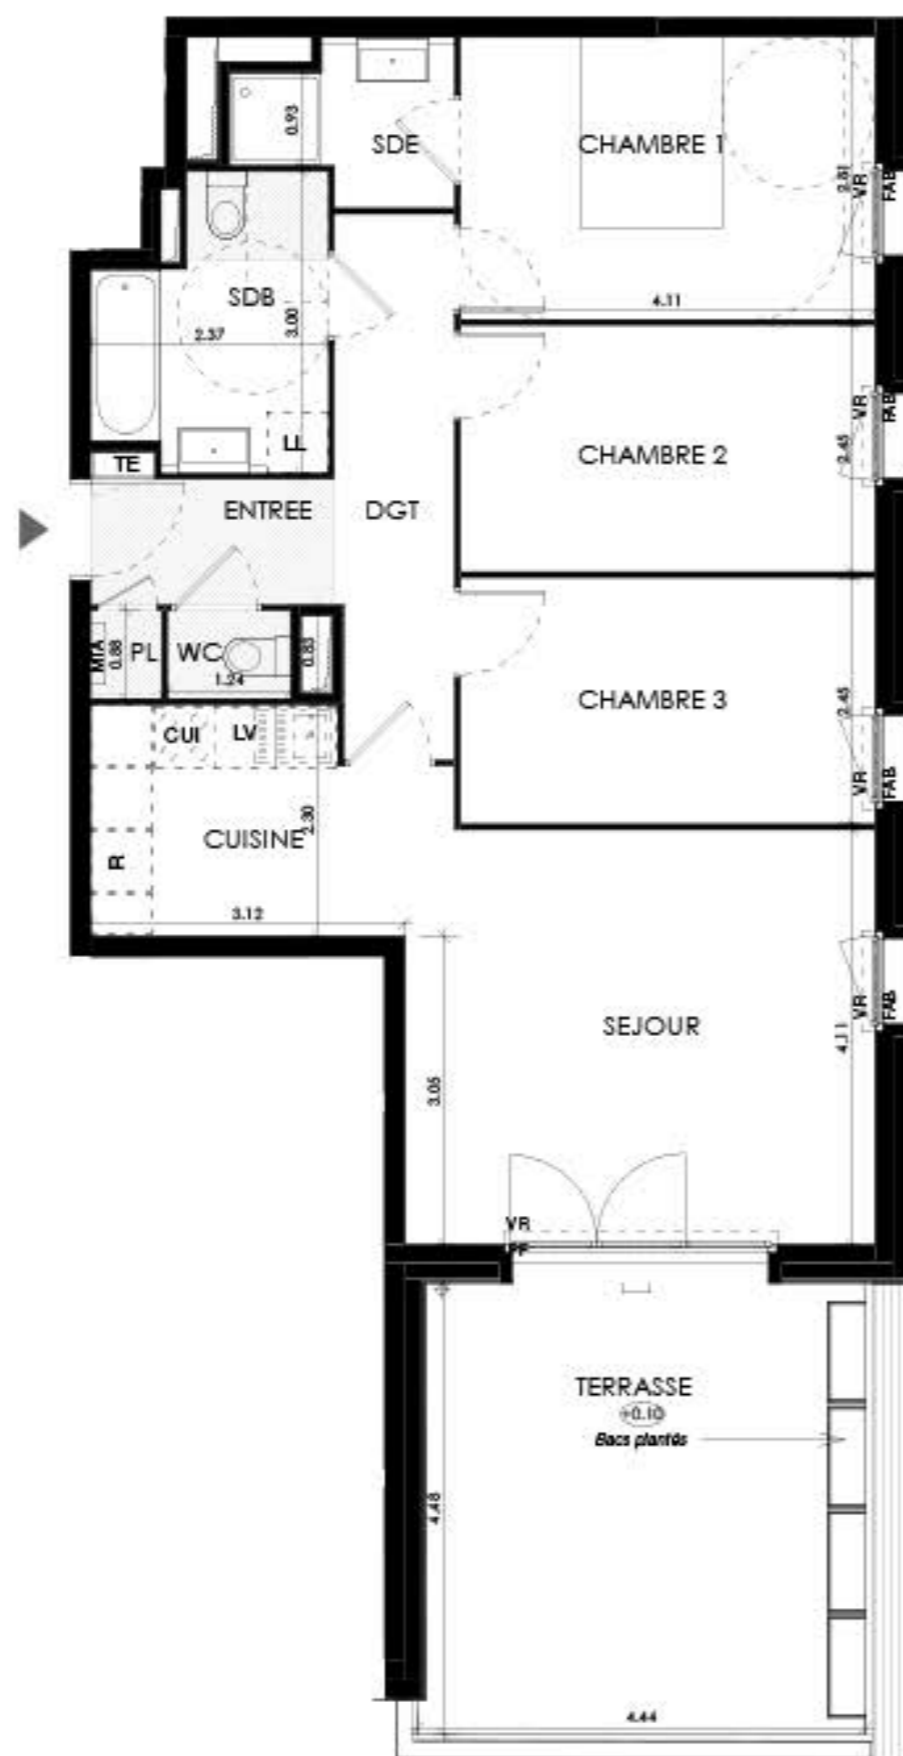 0.93
SDE
CHAMBRE 1
2.81
VR
FAB
4.11
SDB
2.37
3.00
LL
TE
CHAMBRE 2
2.45
VR
FAB
ENTREE
DGT
MIA
0.88
PL
WC
1.24
0.83
CHAMBRE 3
2.45
VR
FAB
CUI
LV
CUISINE
2.30
R
3.12
SEJOUR
VR
FAB
4.11
3.05
VR
PF
TERRASSE
+0.10
Bacs plantés
4.48
4.44